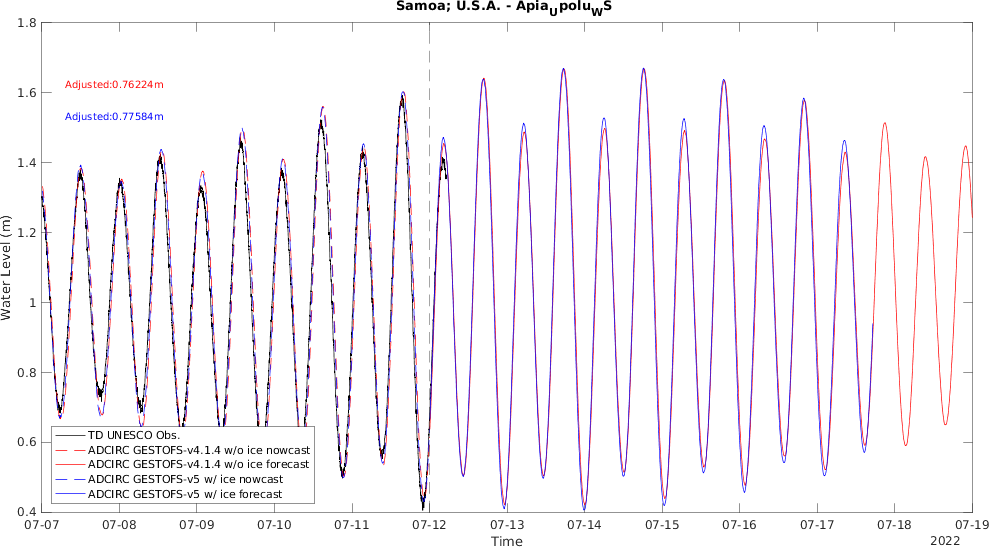 Samoa; U.S.A. - ApiaUpoluWS
1.8
1.6
1.4
1.2
1
0.8
0.6
0.4
Water Level (m)
Adjusted:0.76224m
Adjusted:0.77584m
TD UNESCO Obs.
ADCIRC GESTOFS-v4.1.4 w/o ice nowcast
ADCIRC GESTOFS-v4.1.4 w/o ice forecast
ADCIRC GESTOFS-v5 w/ ice nowcast
ADCIRC GESTOFS-v5 w/ ice forecast
07-07 07-08 07-09 07-10 07-11 07-12 07-13 07-14 07-15 07-16 07-17 07-18 07-19
Time
2022